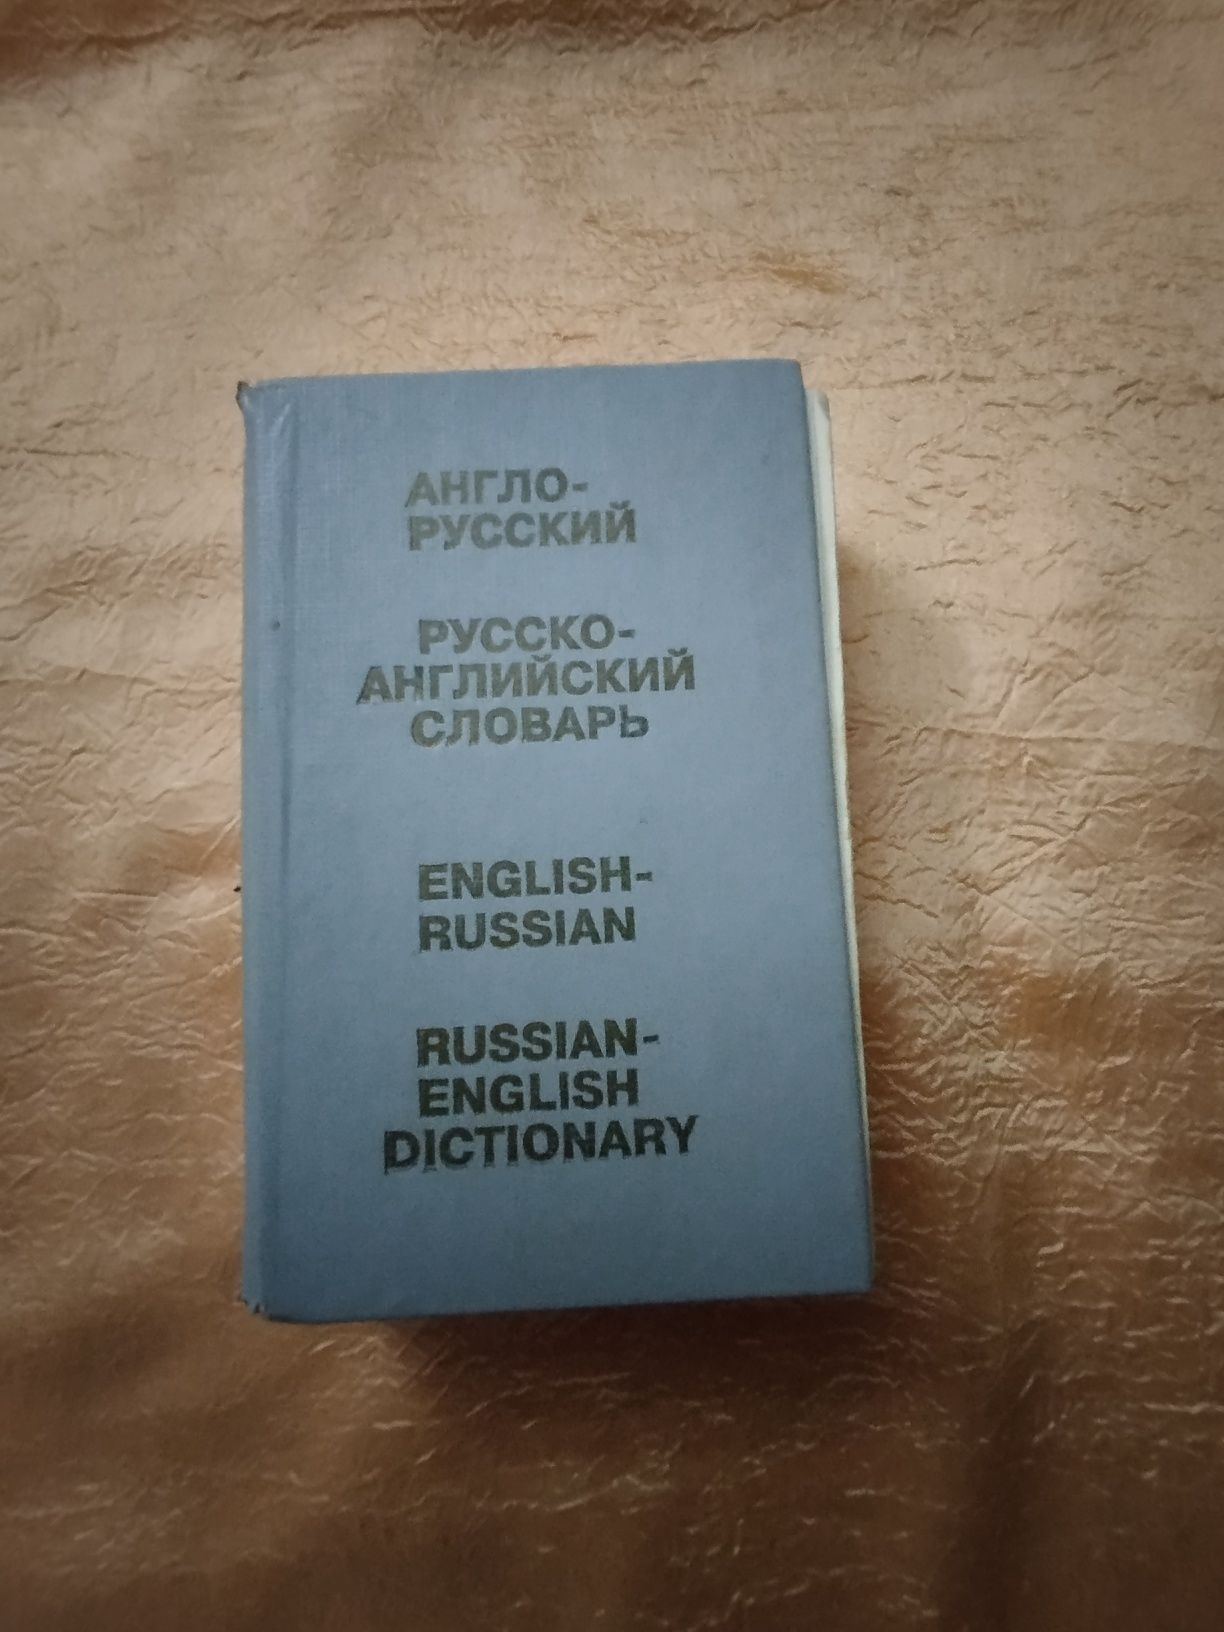 АНГЛО-
РУССКИЙ
РУССКО-
АНГЛИЙСКИЙ
СЛОВАРЬ
ENGLISH-
RUSSIAN
RUSSIAN-
ENGLISH
DICTIONARY